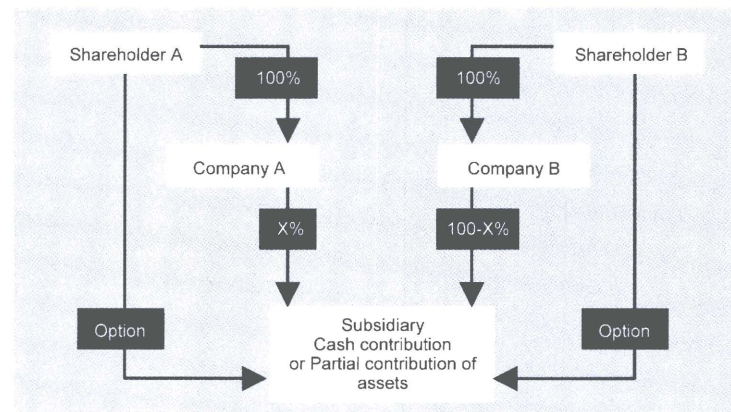 Shareholder A
Shareholder B
100%
100%
Company A
Company B
X%
100-X%
Option
Subsidiary
Cash contribution
or Partial contribution of
assets
Option